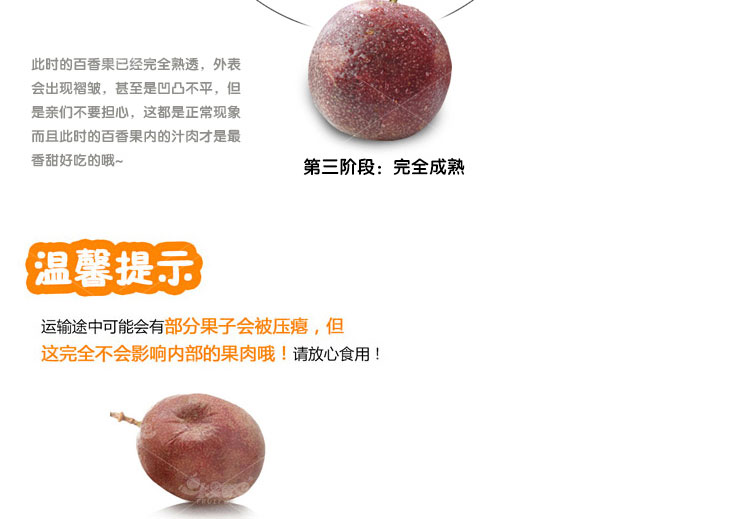 此时的百香果已经完全熟透，外表
会出现褶皱，甚至是凹凸不平，但
是亲们不要担心，这都是正常现象
而且此时的百香果内的汁肉才是最
香甜好吃的哦~
第三阶段：完全成熟
温馨提示
运输途中可能会有部分果子会被压瘪，但
这完全不会影响内部的果肉哦！请放心食用！